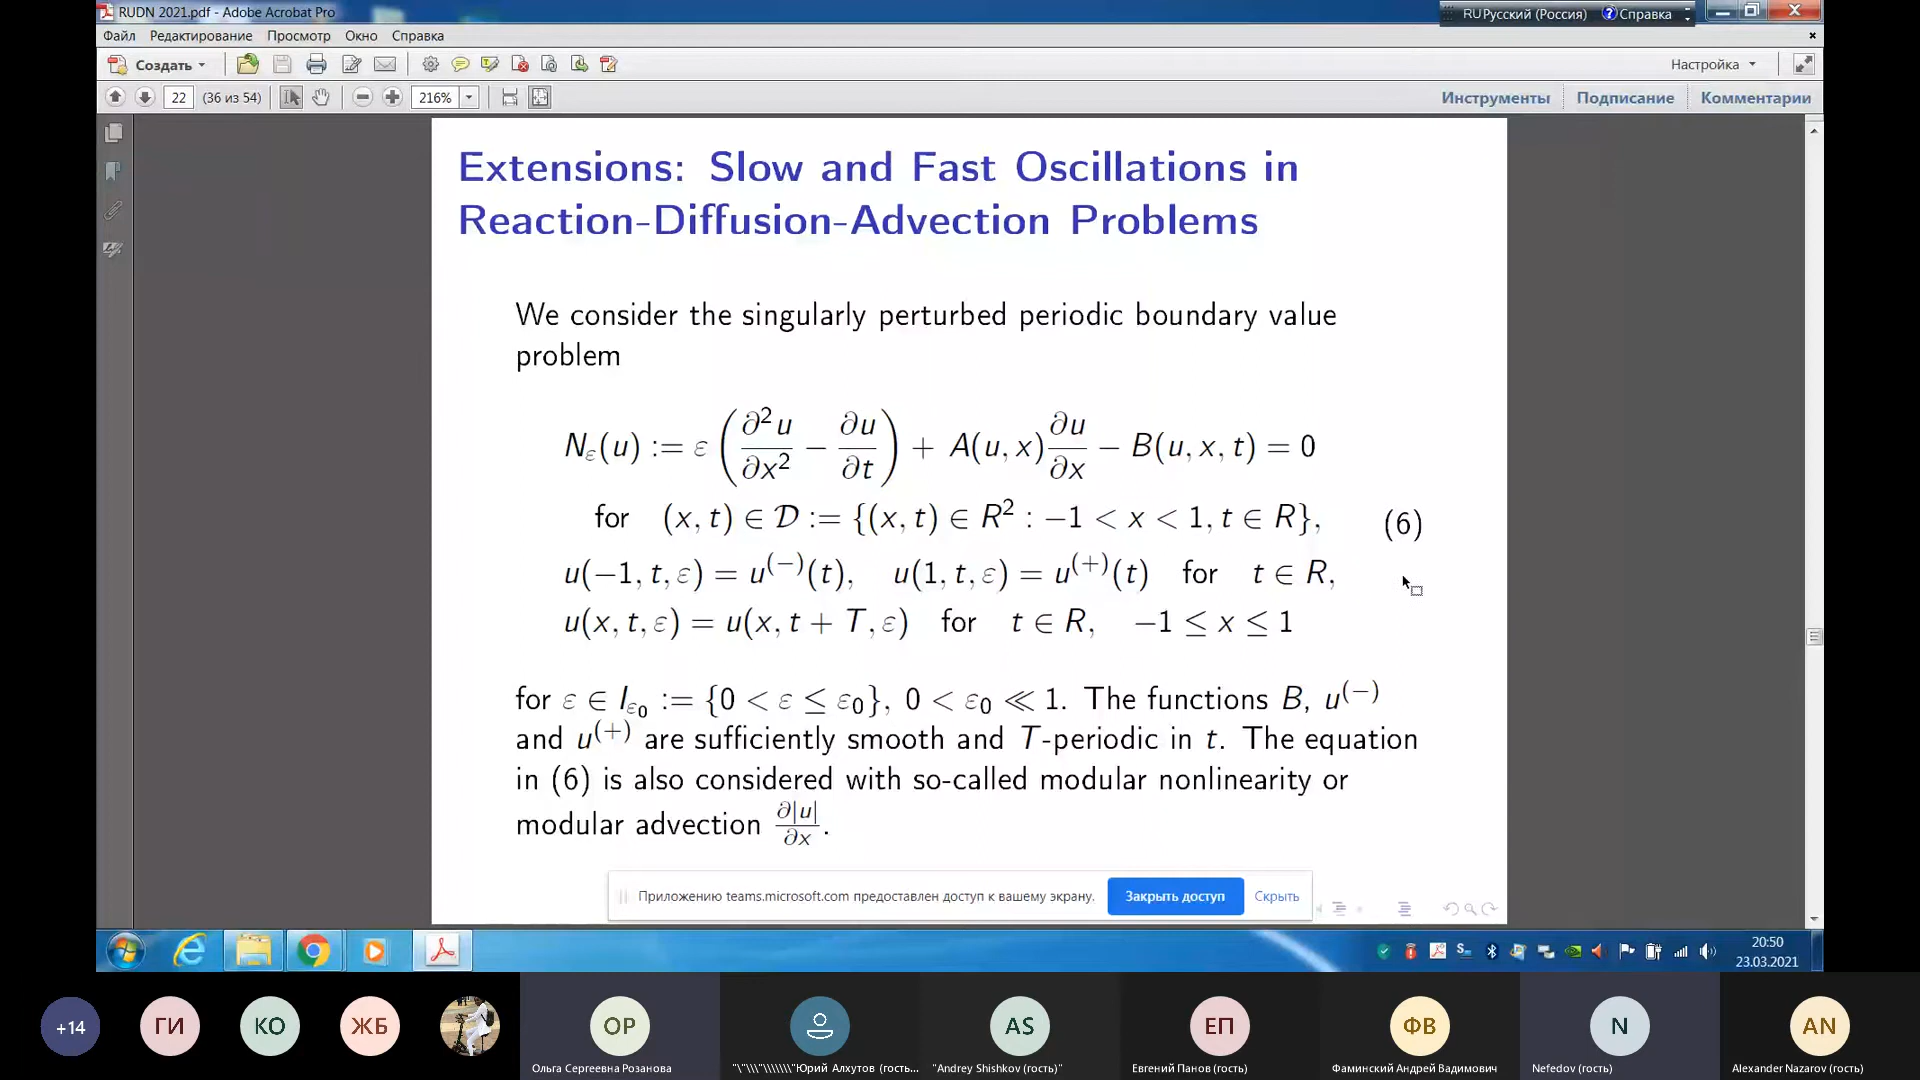 RUDN 2021.pdf - Adobe Acrobat Pro
RU Русский (Россия) Справка
Файл Редактирование Просмотр Окно Справка
Создать
Настройка
22 (36 из 54) 216%
Инструменты Подписание Комментарии
Extensions: Slow and Fast Oscillations in
Reaction-Diffusion-Advection Problems
We consider the singularly perturbed periodic boundary value
problem
N_ε(u) := ε (∂²u/∂x² − ∂u/∂t) + A(u, x) ∂u/∂x − B(u, x, t) = 0
for (x, t) ∈ 𝒟 := {(x, t) ∈ R² : −1 < x < 1, t ∈ R}, (6)
u(−1, t, ε) = u⁽⁻⁾(t), u(1, t, ε) = u⁽⁺⁾(t) for t ∈ R,
u(x, t, ε) = u(x, t + T, ε) for t ∈ R, −1 ≤ x ≤ 1
for ε ∈ I_ε₀ := {0 < ε ≤ ε₀}, 0 < ε₀ ≪ 1. The functions B, u⁽⁻⁾
and u⁽⁺⁾ are sufficiently smooth and T-periodic in t. The equation
in (6) is also considered with so-called modular nonlinearity or
modular advection ∂|u|/∂x.
Приложению teams.microsoft.com предоставлен доступ к вашему экрану. Закрыть доступ Скрыть
20:50
23.03.2021
+14 ГИ КО ЖБ ОР AS ЕП ФВ N AN
Ольга Сергеевна Розанова
"\"\\\"\\\\\\\"Юрий Алхутов (гость...
"Andrey Shishkov (гость)"
Евгений Панов (гость)
Фаминский Андрей Вадимович
Nefedov (гость)
Alexander Nazarov (гость)